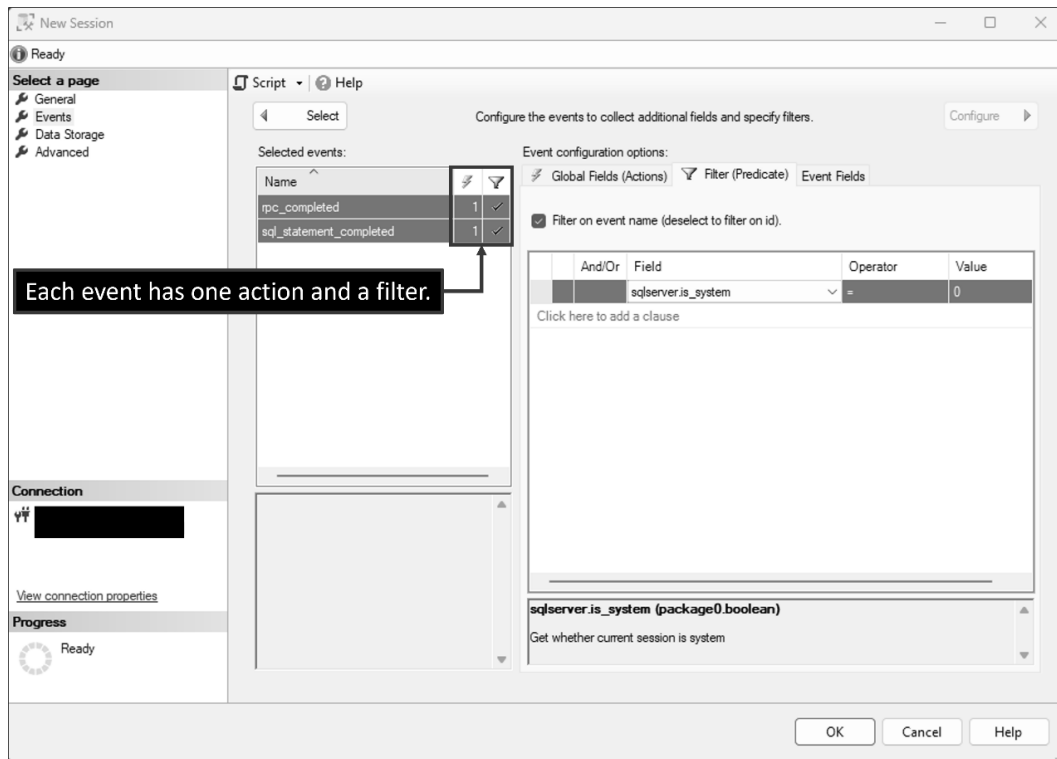 New Session
Ready
Select a page
General
Events
Data Storage
Advanced
Script Help
Select
Configure the events to collect additional fields and specify filters.
Configure
Selected events:
Name
rpc_completed 1
sql_statement_completed 1
Each event has one action and a filter.
Event configuration options:
Global Fields (Actions) Filter (Predicate) Event Fields
Filter on event name (deselect to filter on id).
And/Or Field Operator Value
sqlserver.is_system = 0
Click here to add a clause
Connection
View connection properties
Progress
Ready
sqlserver.is_system (package0.boolean)
Get whether current session is system
OK Cancel Help